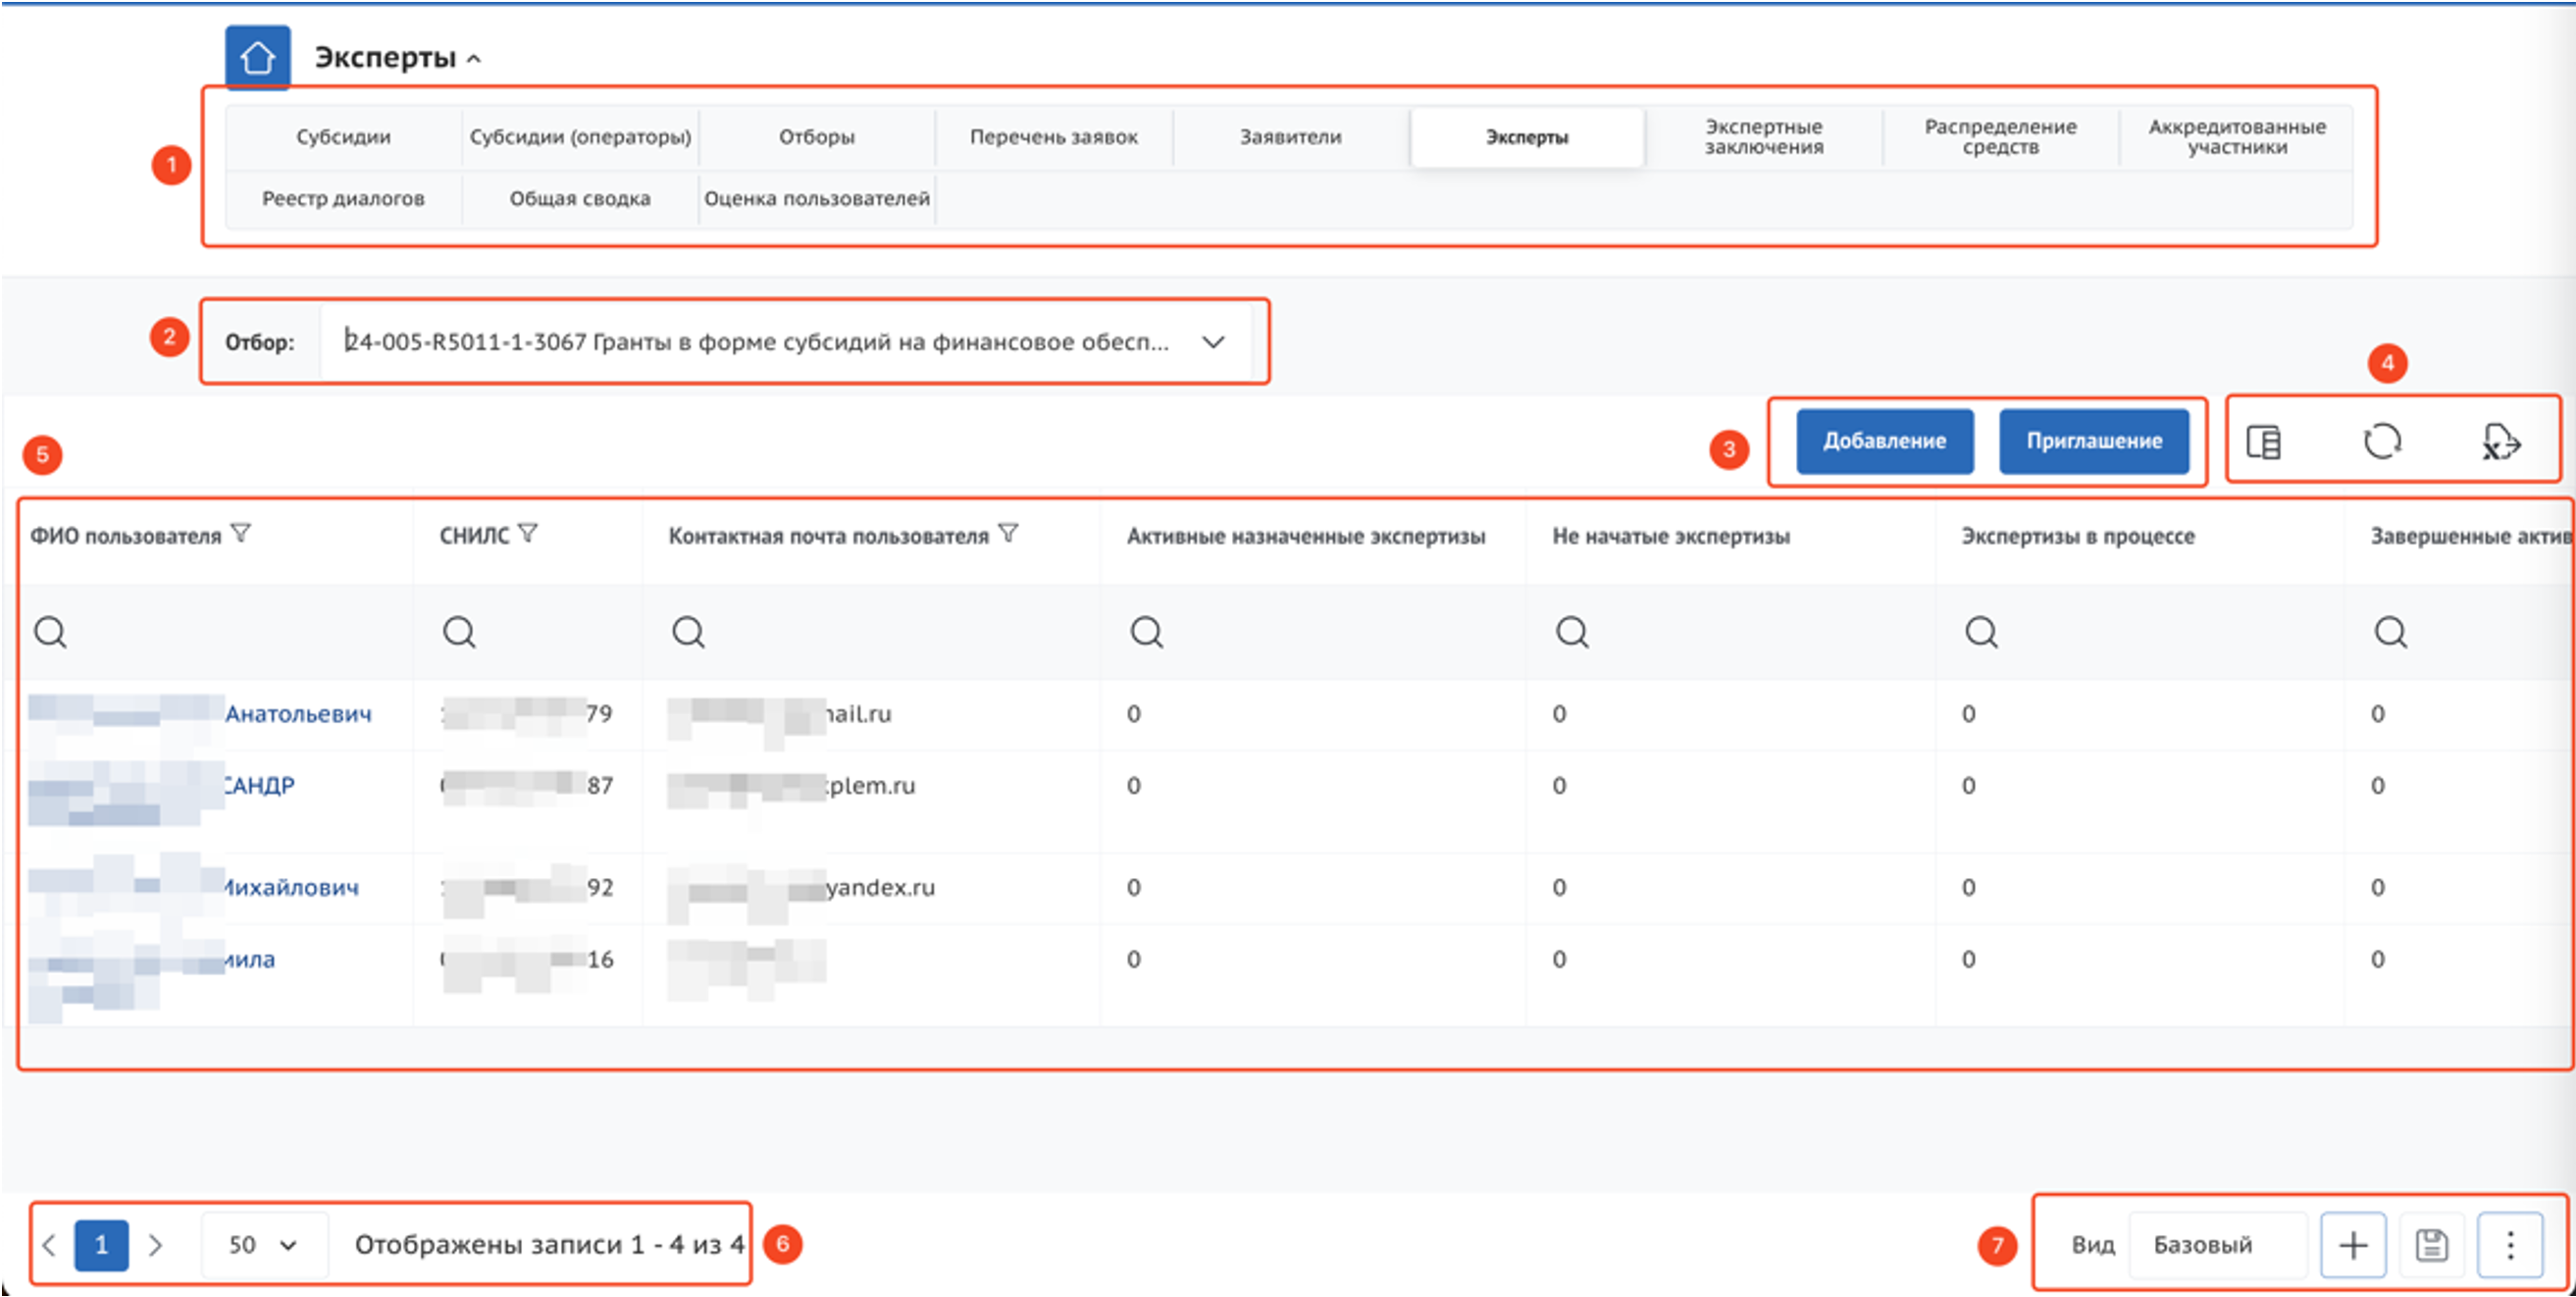 Эксперты
Субсидии
Субсидии (операторы)
Отборы
Перечень заявок
Заявители
Эксперты
Экспертные
заключения
Распределение
средств
Аккредитованные
участники
1
Реестр диалогов
Общая сводка
Оценка пользователей
2
Отбор:
24-005-R5011-1-3067 Гранты в форме субсидий на финансовое обесп...
4
3
Добавление
Приглашение
5
ФИО пользователя
СНИЛС
Контактная почта пользователя
Активные назначенные экспертизы
Не начатые экспертизы
Экспертизы в процессе
Завершенные актив
Анатольевич
79
ail.ru
0
0
0
0
САНДР
87
plem.ru
0
0
0
0
Михайлович
92
yandex.ru
0
0
0
0
мила
16
0
0
0
0
1
50
Отображены записи 1 - 4 из 4
6
7
Вид
Базовый